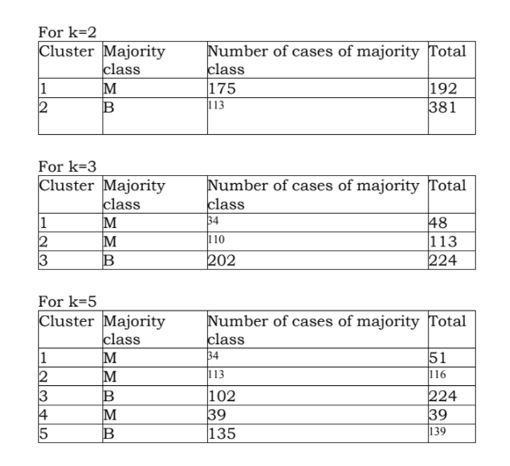 For k=2
Cluster Majority class Number of cases of majority class Total
1 M 175 192
2 B 113 381
For k=3
Cluster Majority class Number of cases of majority class Total
1 M 34 48
2 M 110 113
3 B 202 224
For k=5
Cluster Majority class Number of cases of majority class Total
1 M 34 51
2 M 113 116
3 B 102 224
4 M 39 39
5 B 135 139